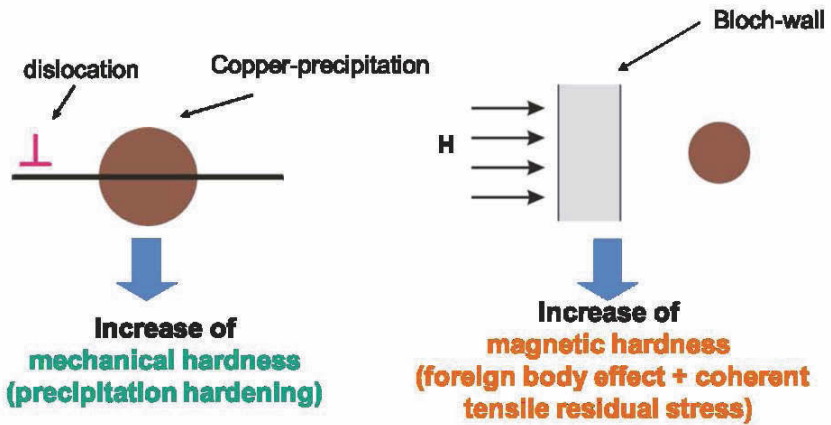 dislocation
Copper-precipitation
Increase of
mechanical hardness
(precipitation hardening)
Bloch-wall
H
Increase of
magnetic hardness
(foreign body effect + coherent
tensile residual stress)